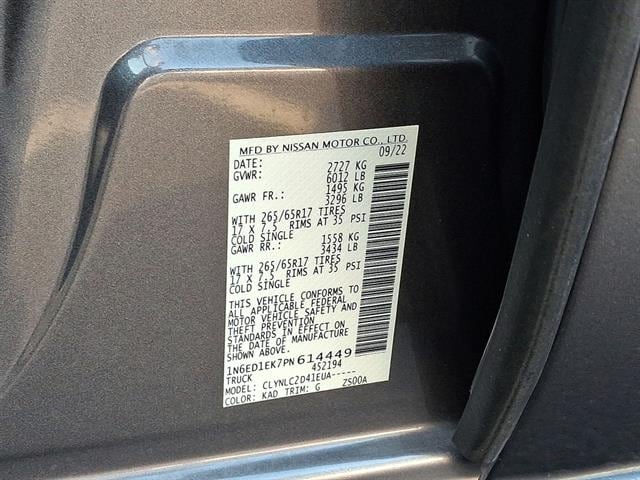 MFD BY NISSAN MOTOR CO., LTD.
DATE: 09/22
GVWR: 2727 KG
6012 LB
GAWR FR.: 1495 KG
3296 LB
WITH 265/65R17 TIRES
17 X 7.5 RIMS AT 35 PSI
COLD SINGLE
GAWR RR.: 1558 KG
3434 LB
WITH 265/65R17 TIRES
17 X 7.5 RIMS AT 35 PSI
COLD SINGLE
THIS VEHICLE CONFORMS TO
ALL APPLICABLE FEDERAL
MOTOR VEHICLE SAFETY AND
THEFT PREVENTION
STANDARDS IN EFFECT ON
THE DATE OF MANUFACTURE
SHOWN ABOVE.
1N6ED1EK7PN614449
TRUCK 452194
MODEL: CLYNLC2D41EUA-----
COLOR: KAD TRIM: G ZS00A